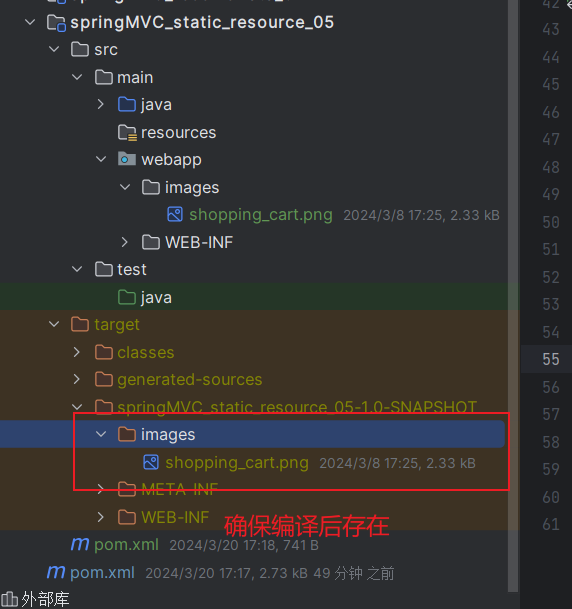 springMVC_static_resource_05
src
main
java
resources
webapp
images
shopping_cart.png 2024/3/8 17:25, 2.33 kB
WEB-INF
test
java
target
classes
generated-sources
springMVC_static_resource_05-1.0-SNAPSHOT
images
shopping_cart.png 2024/3/8 17:25, 2.33 kB
META-INF
WEB-INF
确保编译后存在
pom.xml 2024/3/20 17:18, 741 B
pom.xml 2024/3/20 17:17, 2.73 kB 49 分钟 之前
外部库
42
43
44
45
46
47
48
49
50
51
52
53
54
55
56
57
58
59
60
61